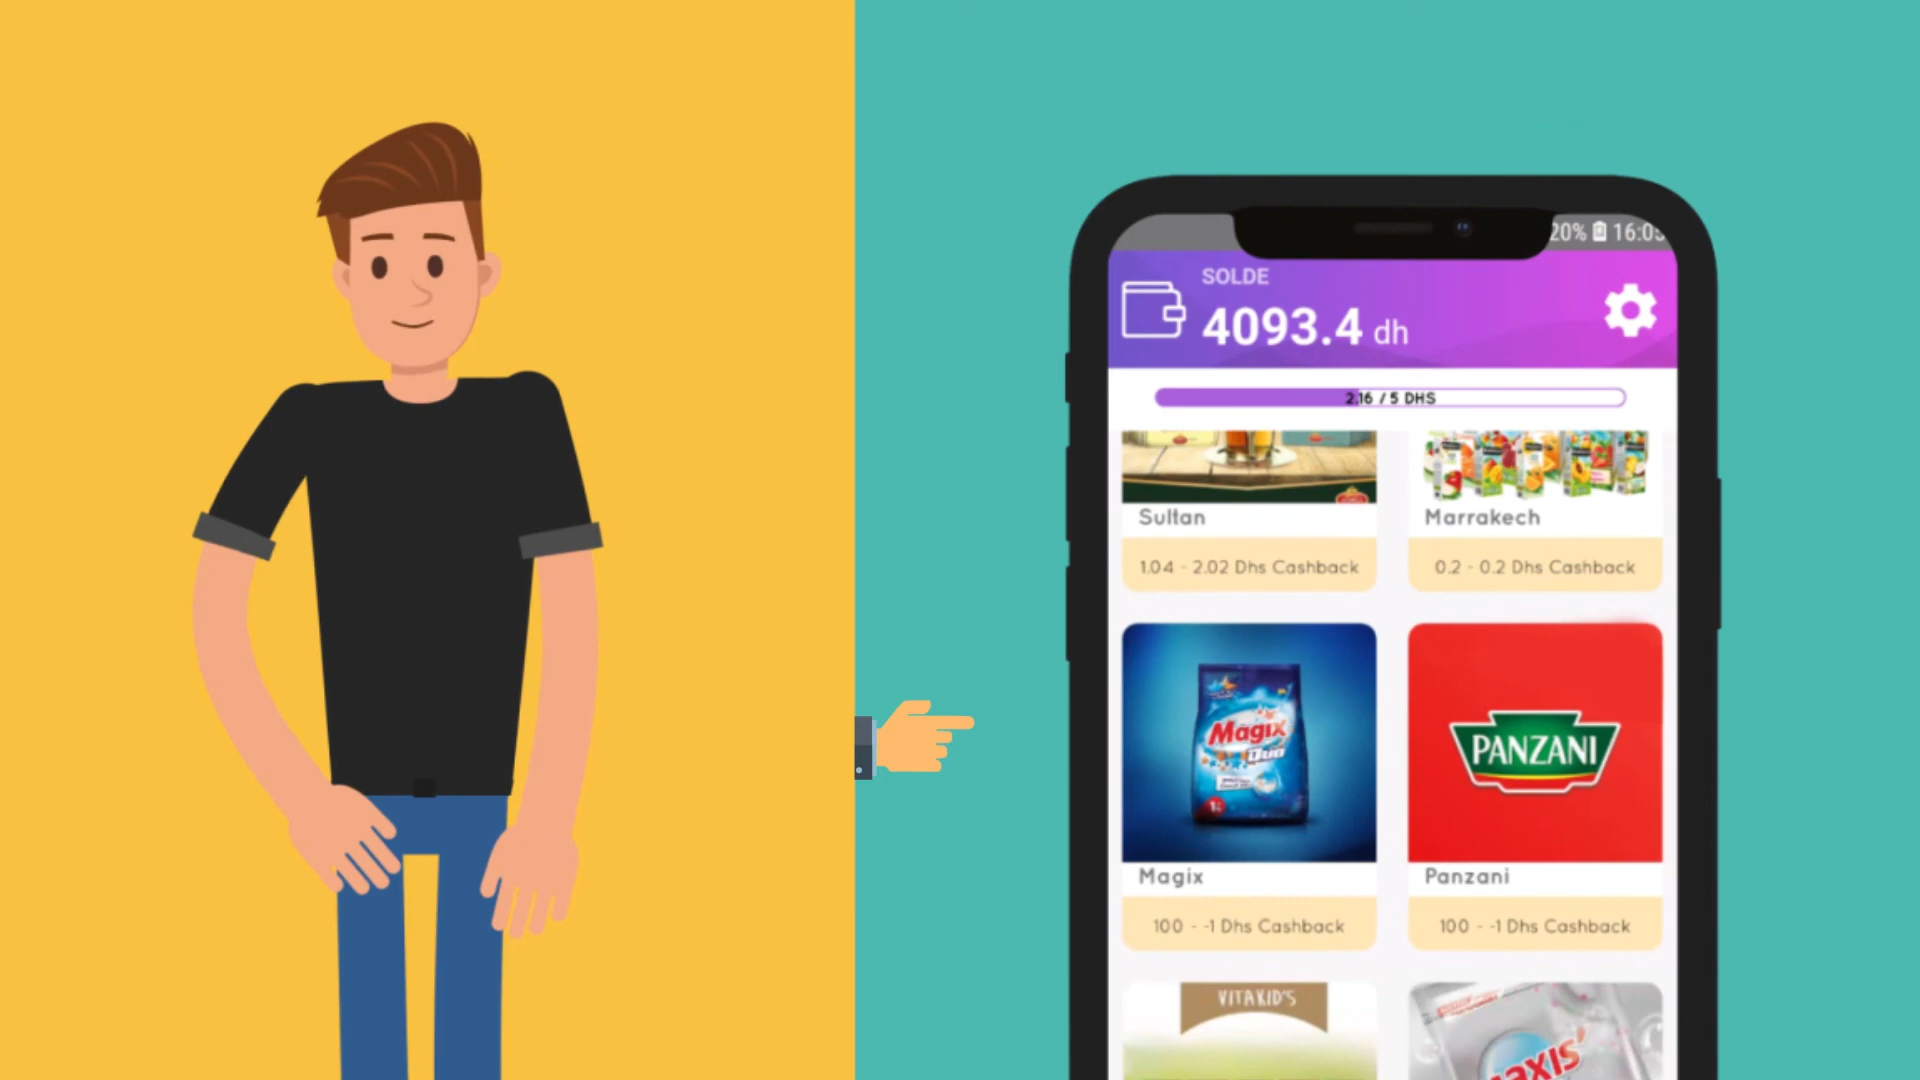 20% 16:05
SOLDE
4093.4 dh
2.16 / 5 DHS
Sultan
Marrakech
1.04 - 2.02 Dhs Cashback
0.2 - 0.2 Dhs Cashback
Magix
Duo
PANZANI
Magix
Panzani
100 - -1 Dhs Cashback
100 - -1 Dhs Cashback
VITAKID'S